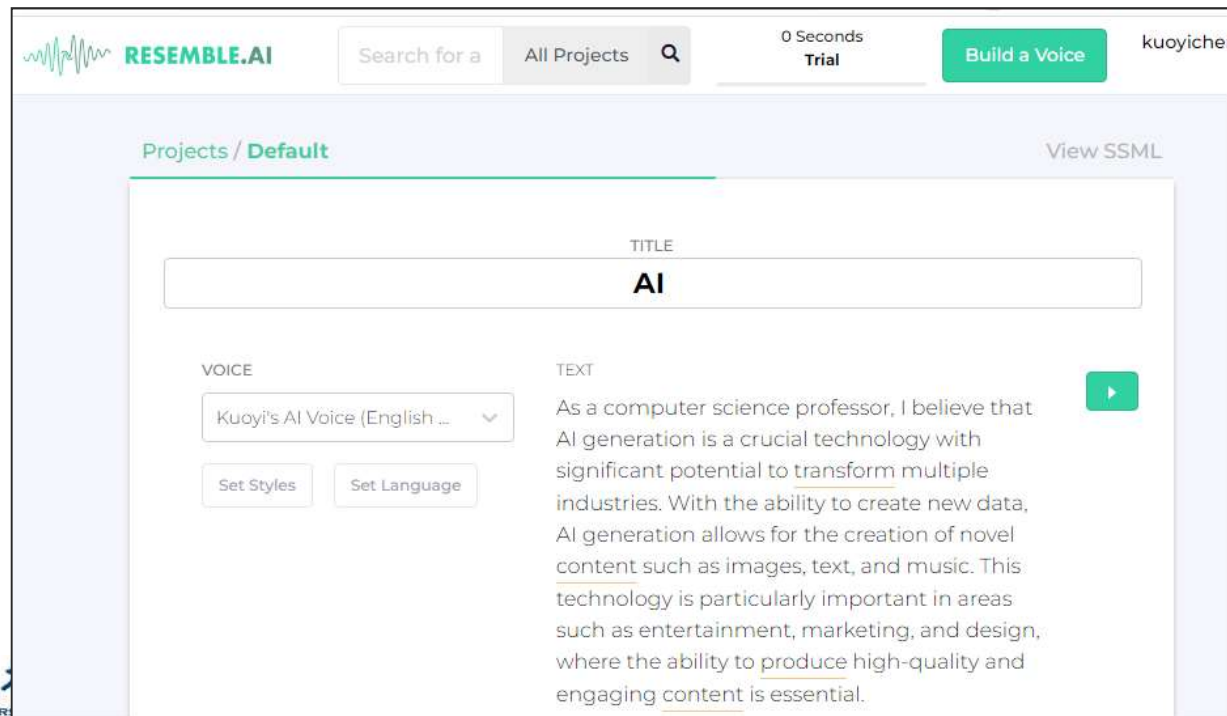 RESEMBLE.AI
Search for a
All Projects
0 Seconds
Trial
Build a Voice
kuoyiche
Projects / Default
View SSML
TITLE
AI
VOICE
Kuoyi's AI Voice (English ...
Set Styles
Set Language
TEXT
As a computer science professor, I believe that
AI generation is a crucial technology with
significant potential to transform multiple
industries. With the ability to create new data,
AI generation allows for the creation of novel
content such as images, text, and music. This
technology is particularly important in areas
such as entertainment, marketing, and design,
where the ability to produce high-quality and
engaging content is essential.